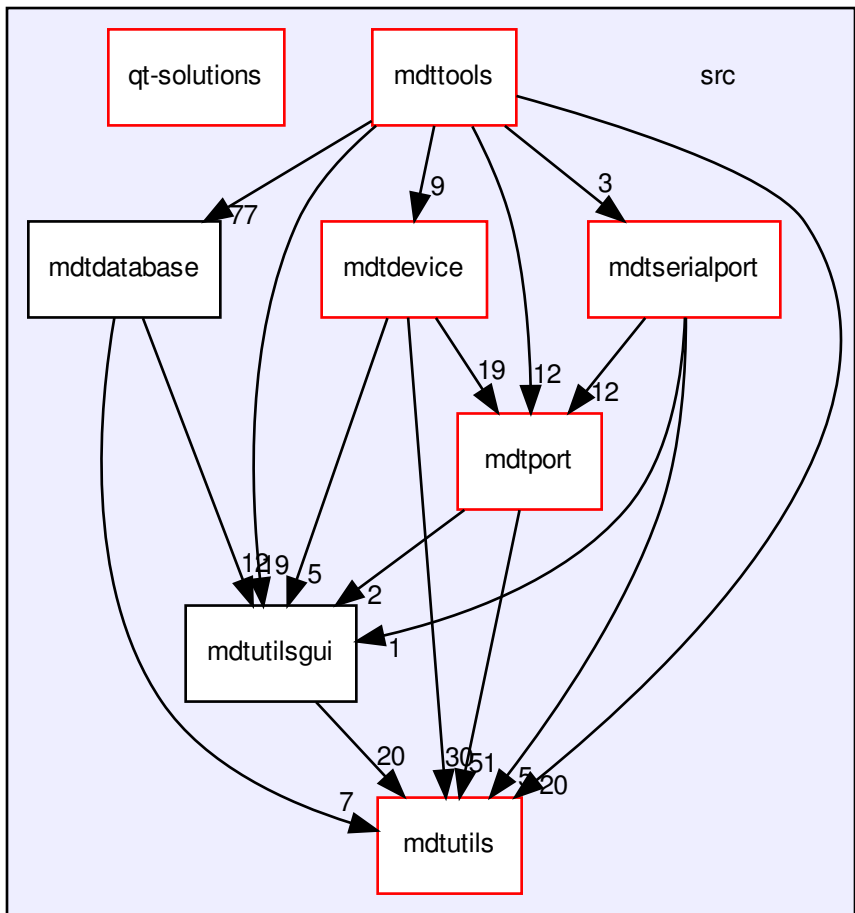 qt-solutions
mdttools
src
77
9
3
mdtdatabase
mdtdevice
mdtserialport
19
12
12
mdtport
12
19
5
2
1
mdtutilsgui
20
30
51
5
20
7
mdtutils